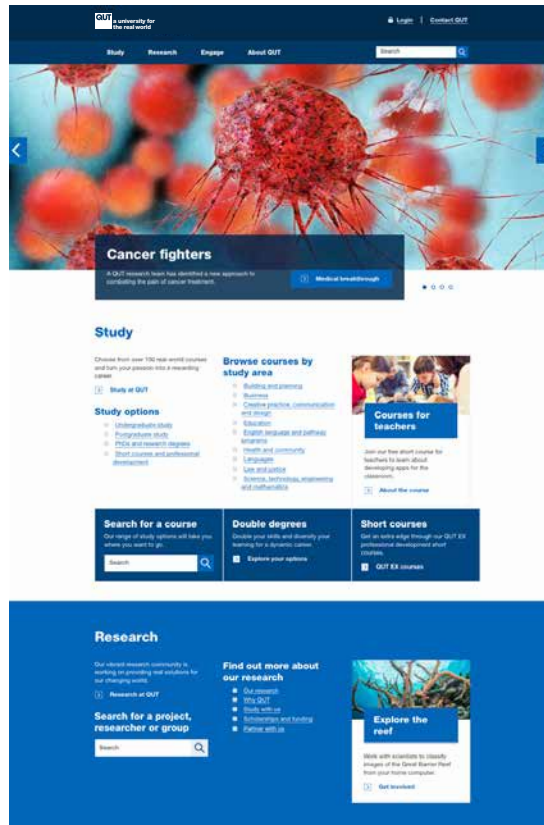 QUT
a university for
the real world
Login | Contact QUT
Study Research Engage About QUT
Search
Cancer fighters
A QUT research team has identified a new approach to
combating the pain of cancer treatment.
Medical breakthrough
Study
Choose from over 100 real-world courses
and turn your passion into a rewarding
career.
Study at QUT
Study options
Undergraduate study
Postgraduate study
PhDs and research degrees
Short courses and professional
development
Browse courses by
study area
Building and planning
Business
Creative practice, communication
and design
Education
English language and pathway
programs
Health and community
Languages
Law and justice
Science, technology, engineering
and mathematics
Courses for
teachers
Join our free short course for
teachers to learn about
developing apps for the
classroom.
About the course
Search for a course
Our range of study options will take you
where you want to go.
Search
Double degrees
Double your skills and diversify your
learning for a dynamic career.
Explore your options
Short courses
Get an extra edge through our QUT EX
professional development short
courses.
QUT EX courses
Research
Our vibrant research community is
working on providing real solutions for
our changing world.
Research at QUT
Search for a project,
researcher or group
Search
Find out more about
our research
Our research
Why QUT
Study with us
Scholarships and funding
Partner with us
Explore the
reef
Work with scientists to classify
images of the Great Barrier Reef
from your home computer.
Get involved